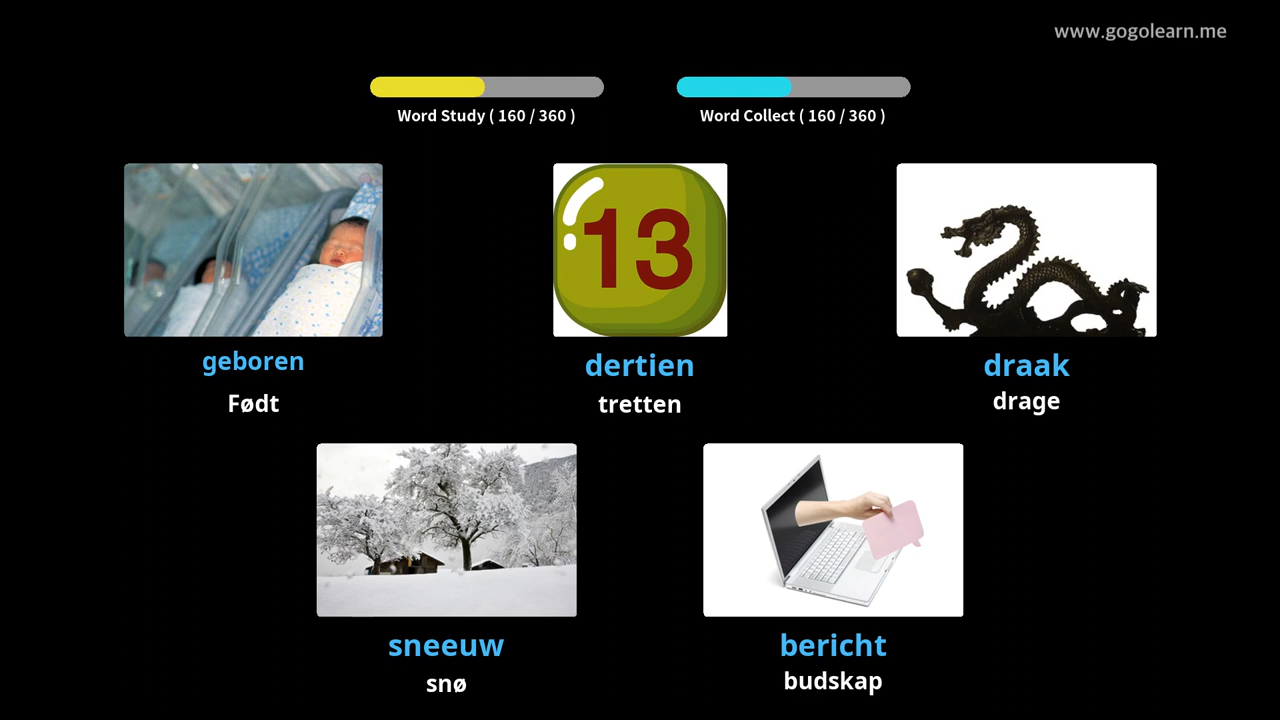 www.gogolearn.me
Word Study ( 160 / 360 )
Word Collect ( 160 / 360 )
13
geboren
Født
dertien
tretten
draak
drage
sneeuw
snø
bericht
budskap